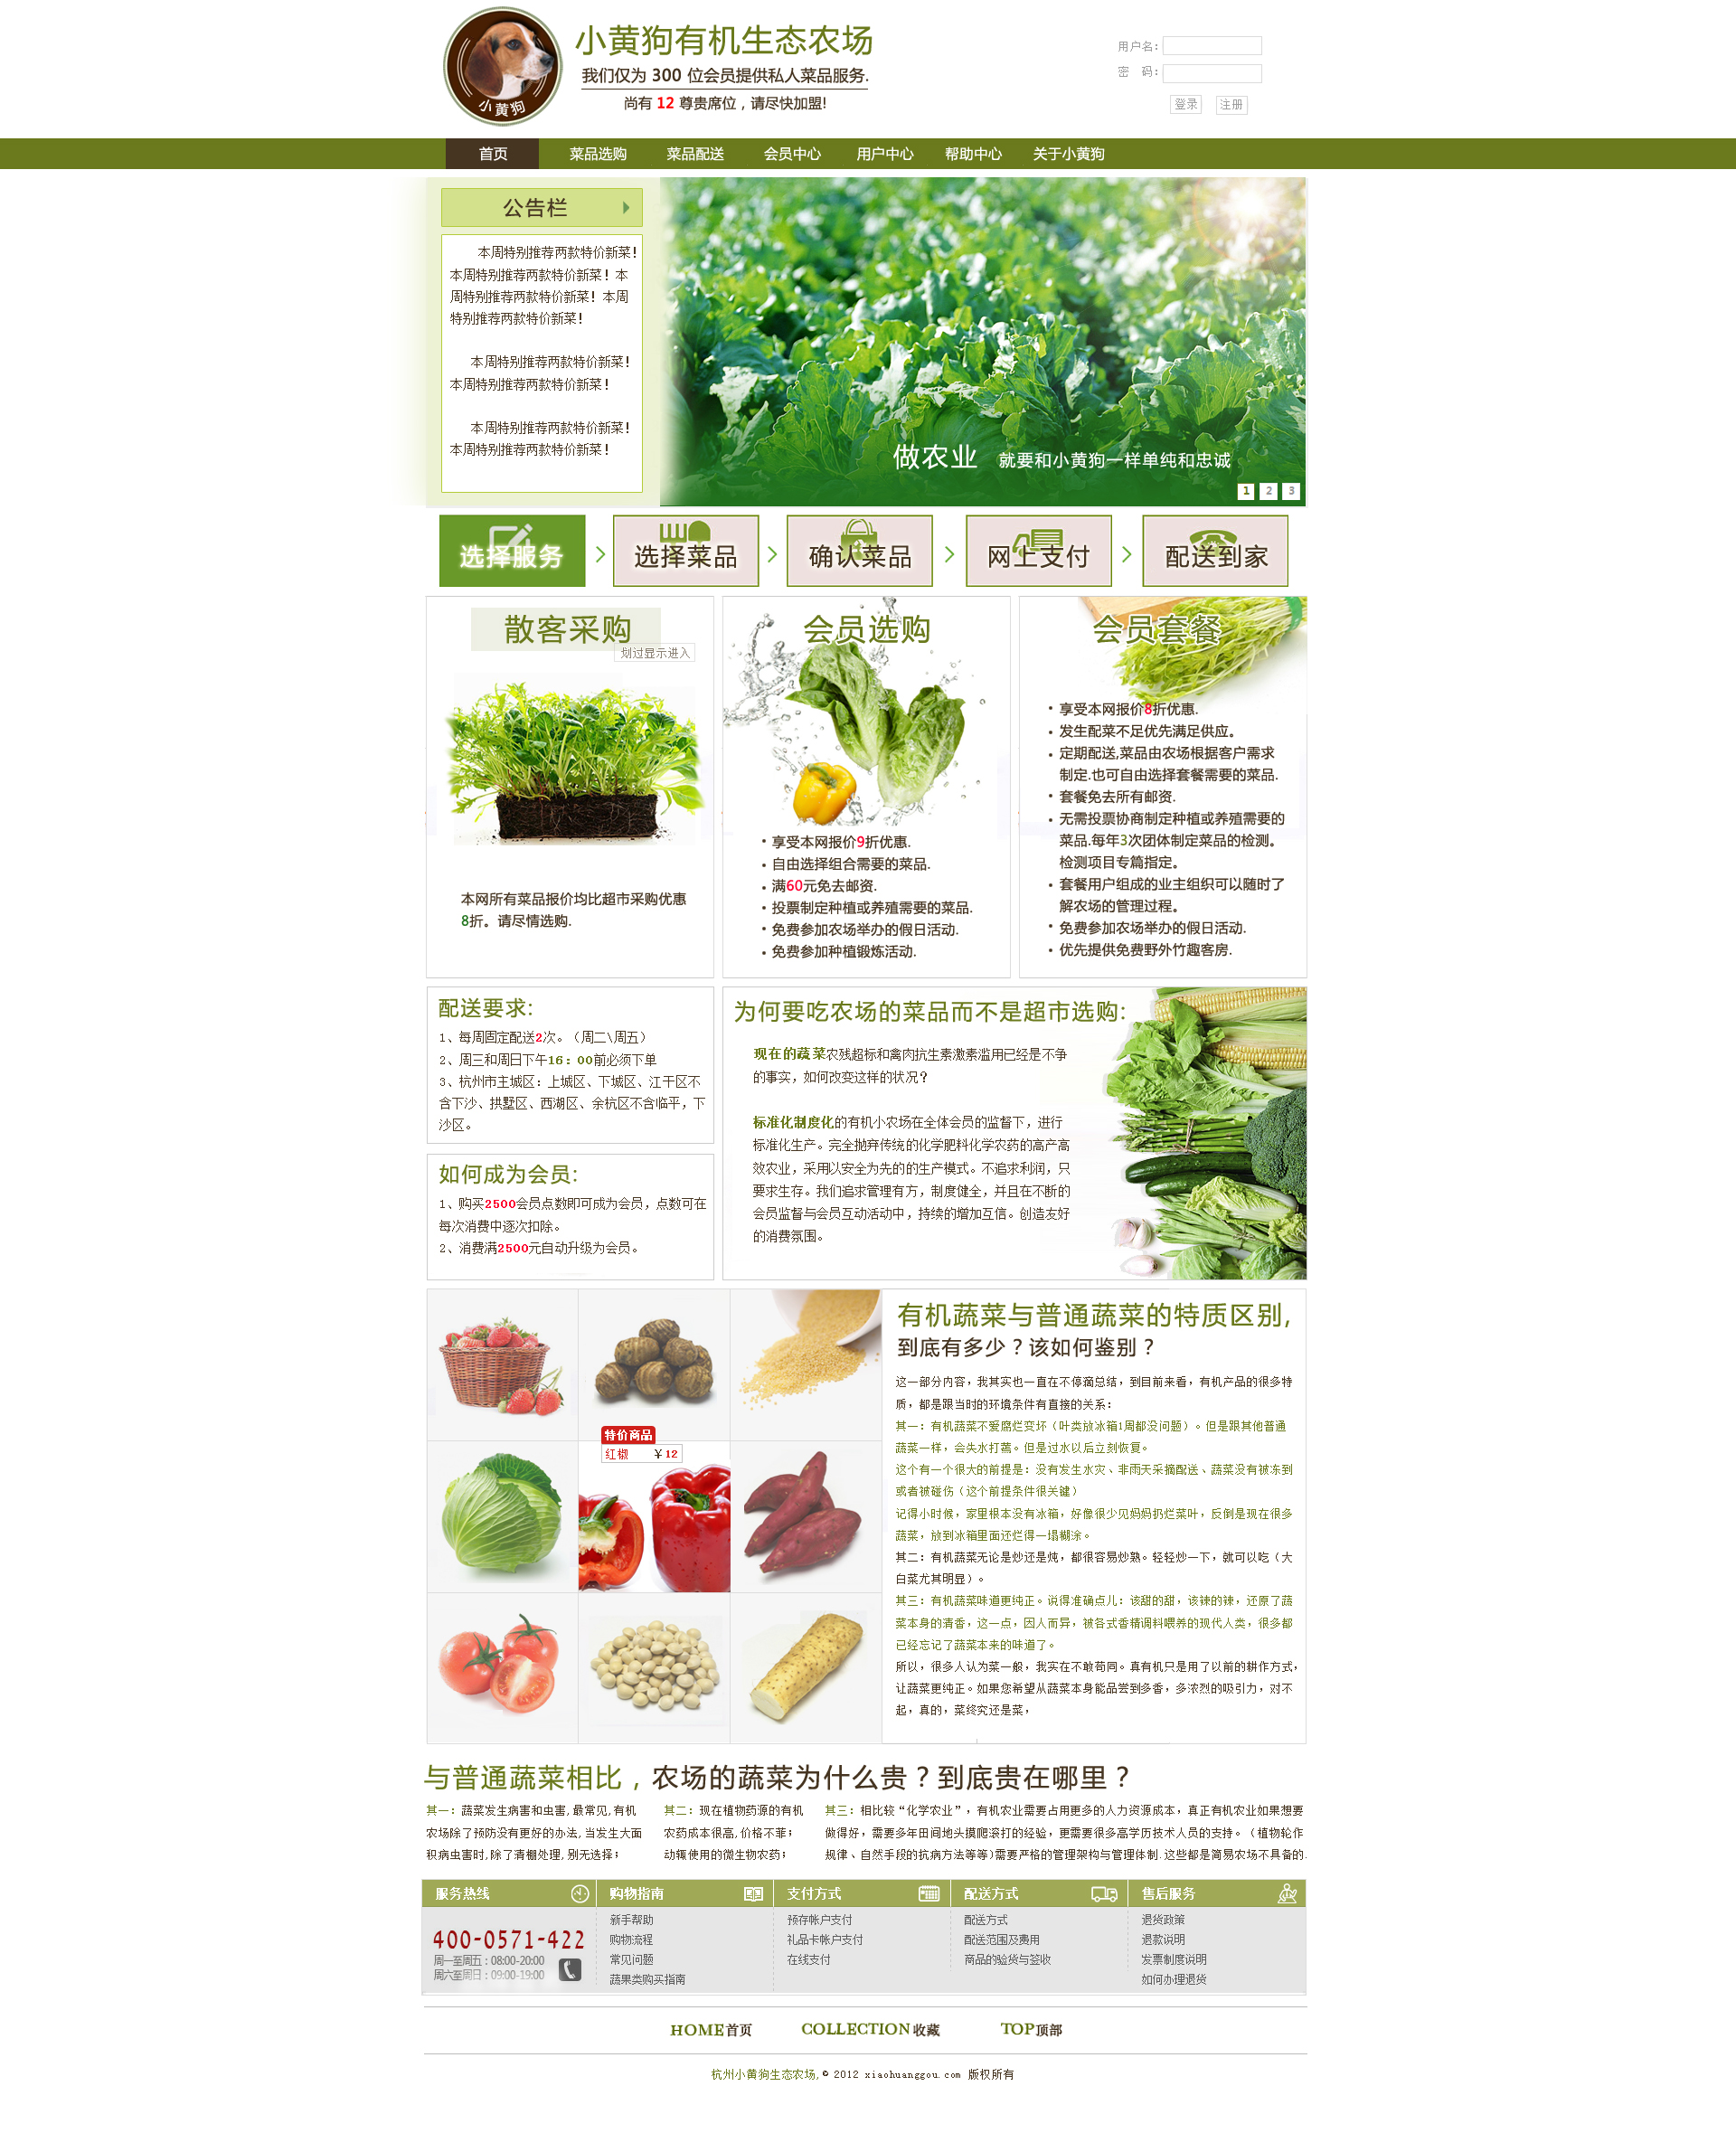 小黄狗
小黄狗有机生态农场
我们仅为 300 位会员提供私人菜品服务.
尚有 12 尊贵席位，请尽快加盟!
用户名:
密 码:
登录 注册
首页 菜品选购 菜品配送 会员中心 用户中心 帮助中心 关于小黄狗
公告栏
本周特别推荐两款特价新菜!
本周特别推荐两款特价新菜! 本
周特别推荐两款特价新菜! 本周
特别推荐两款特价新菜!
本周特别推荐两款特价新菜!
本周特别推荐两款特价新菜!
本周特别推荐两款特价新菜!
本周特别推荐两款特价新菜!
做农业 就要和小黄狗一样单纯和忠诚
1 2 3
选择服务 选择菜品 确认菜品 网上支付 配送到家
散客采购
划过显示进入
本网所有菜品报价均比超市采购优惠
8折。请尽情选购.
会员选购
享受本网报价9折优惠.
自由选择组合需要的菜品.
满60元免去邮资.
投票制定种植或养殖需要的菜品.
免费参加农场举办的假日活动.
免费参加种植锻炼活动.
会员套餐
享受本网报价8折优惠.
发生配菜不足优先满足供应。
定期配送,菜品由农场根据客户需求
制定.也可自由选择套餐需要的菜品.
套餐免去所有邮资.
无需投票协商制定种植或养殖需要的
菜品.每年3次团体制定菜品的检测。
检测项目专篇指定。
套餐用户组成的业主组织可以随时了
解农场的管理过程。
免费参加农场举办的假日活动.
优先提供免费野外竹趣客房.
配送要求:
1、每周固定配送2次。（周二\周五）
2、周三和周日下午16：00前必须下单
3、杭州市主城区：上城区、下城区、江干区不
含下沙、拱墅区、西湖区、余杭区不含临平，下
沙区。
如何成为会员:
1、购买2500会员点数即可成为会员，点数可在
每次消费中逐次扣除。
2、消费满2500元自动升级为会员。
为何要吃农场的菜品而不是超市选购:
现在的蔬菜农残超标和禽肉抗生素激素滥用已经是不争
的事实，如何改变这样的状况?
标准化制度化的有机小农场在全体会员的监督下，进行
标准化生产。完全抛弃传统的化学肥料化学农药的高产高
效农业，采用以安全为先的的生产模式。不追求利润，只
要求生存。我们追求管理有方，制度健全，并且在不断的
会员监督与会员互动活动中，持续的增加互信。创造友好
的消费氛围。
特价商品
红椒 ￥12
有机蔬菜与普通蔬菜的特质区别,
到底有多少？该如何鉴别？
这一部分内容，我其实也一直在不停滴总结，到目前来看，有机产品的很多特
质，都是跟当时的环境条件有直接的关系：
其一：有机蔬菜不爱腐烂变坏（叶类放冰箱1周都没问题）。但是跟其他普通
蔬菜一样，会失水打蔫。但是过水以后立刻恢复。
这个有一个很大的前提是：没有发生水灾、非雨天采摘配送、蔬菜没有被冻到
或者被碰伤（这个前提条件很关键）
记得小时候，家里根本没有冰箱，好像很少见妈妈扔烂菜叶，反倒是现在很多
蔬菜，放到冰箱里面还烂得一塌糊涂。
其二：有机蔬菜无论是炒还是炖，都很容易炒熟。轻轻炒一下，就可以吃（大
白菜尤其明显）。
其三：有机蔬菜味道更纯正。说得准确点儿：该甜的甜，该辣的辣，还原了蔬
菜本身的清香，这一点，因人而异，被各式香精调料喂养的现代人类，很多都
已经忘记了蔬菜本来的味道了。
所以，很多人认为菜一般，我实在不敢苟同。真有机只是用了以前的耕作方式，
让蔬菜更纯正。如果您希望从蔬菜本身能品尝到多香，多浓烈的吸引力，对不
起，真的，菜终究还是菜，
与普通蔬菜相比，农场的蔬菜为什么贵？到底贵在哪里？
其一：蔬菜发生病害和虫害,最常见,有机
农场除了预防没有更好的办法,当发生大面
积病虫害时,除了清棚处理,别无选择；
其二：现在植物药源的有机
农药成本很高,价格不菲；
动辄使用的微生物农药；
其三：相比较“化学农业”，有机农业需要占用更多的人力资源成本，真正有机农业如果想要
做得好，需要多年田间地头摸爬滚打的经验，更需要很多高学历技术人员的支持。（植物轮作
规律、自然手段的抗病方法等等)需要严格的管理架构与管理体制.这些都是简易农场不具备的.
服务热线 购物指南 支付方式 配送方式 售后服务
400-0571-422
周一至周五：08:00-20:00
周六至周日：09:00-19:00
新手帮助
购物流程
常见问题
蔬果类购买指南
预存帐户支付
礼品卡帐户支付
在线支付
配送方式
配送范围及费用
商品的验货与签收
退货政策
退款说明
发票制度说明
如何办理退货
HOME首页 COLLECTION收藏 TOP顶部
杭州小黄狗生态农场,© 2012 xiaohuanggou.com 版权所有